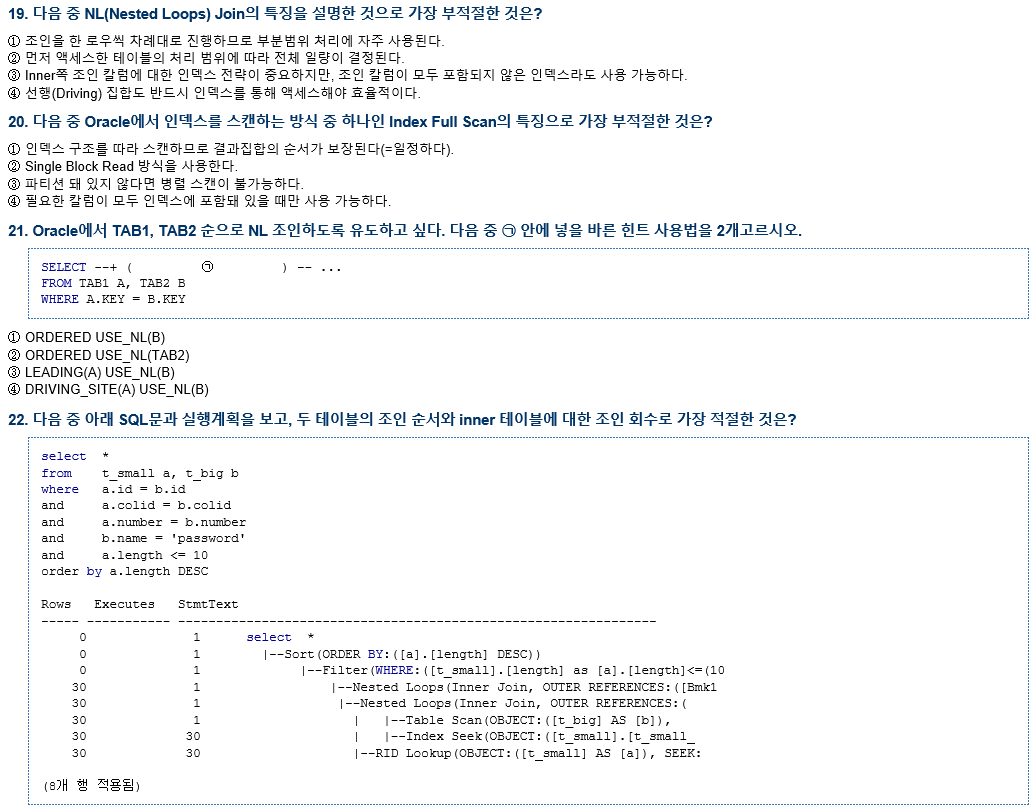 19. 다음 중 NL(Nested Loops) Join의 특징을 설명한 것으로 가장 부적절한 것은?
① 조인을 한 로우씩 차례대로 진행하므로 부분범위 처리에 자주 사용된다.
② 먼저 액세스한 테이블의 처리 범위에 따라 전체 일량이 결정된다.
③ Inner쪽 조인 칼럼에 대한 인덱스 전략이 중요하지만, 조인 칼럼이 모두 포함되지 않은 인덱스라도 사용 가능하다.
④ 선행(Driving) 집합도 반드시 인덱스를 통해 액세스해야 효율적이다.
20. 다음 중 Oracle에서 인덱스를 스캔하는 방식 중 하나인 Index Full Scan의 특징으로 가장 부적절한 것은?
① 인덱스 구조를 따라 스캔하므로 결과집합의 순서가 보장된다(=일정하다).
② Single Block Read 방식을 사용한다.
③ 파티션 돼 있지 않다면 병렬 스캔이 불가능하다.
④ 필요한 칼럼이 모두 인덱스에 포함돼 있을 때만 사용 가능하다.
21. Oracle에서 TAB1, TAB2 순으로 NL 조인하도록 유도하고 싶다. 다음 중 ㉠ 안에 넣을 바른 힌트 사용법을 2개고르시오.
SELECT --+ ( ㉠ ) -- ...
FROM TAB1 A, TAB2 B
WHERE A.KEY = B.KEY
① ORDERED USE_NL(B)
② ORDERED USE_NL(TAB2)
③ LEADING(A) USE_NL(B)
④ DRIVING_SITE(A) USE_NL(B)
22. 다음 중 아래 SQL문과 실행계획을 보고, 두 테이블의 조인 순서와 inner 테이블에 대한 조인 회수로 가장 적절한 것은?
select *
from t_small a, t_big b
where a.id = b.id
and a.colid = b.colid
and a.number = b.number
and b.name = 'password'
and a.length <= 10
order by a.length DESC
Rows Executes StmtText
----- ----------- ---------------------------------------------------------------
0 1 select *
0 1 |--Sort(ORDER BY:([a].[length] DESC))
0 1 |--Filter(WHERE:([t_small].[length] as [a].[length]<=(10
30 1 |--Nested Loops(Inner Join, OUTER REFERENCES:([Bmk1
30 1 |--Nested Loops(Inner Join, OUTER REFERENCES:(
30 1 | |--Table Scan(OBJECT:([t_big] AS [b]),
30 30 | |--Index Seek(OBJECT:([t_small].[t_small_
30 30 |--RID Lookup(OBJECT:([t_small] AS [a]), SEEK:
(8개 행 적용됨)